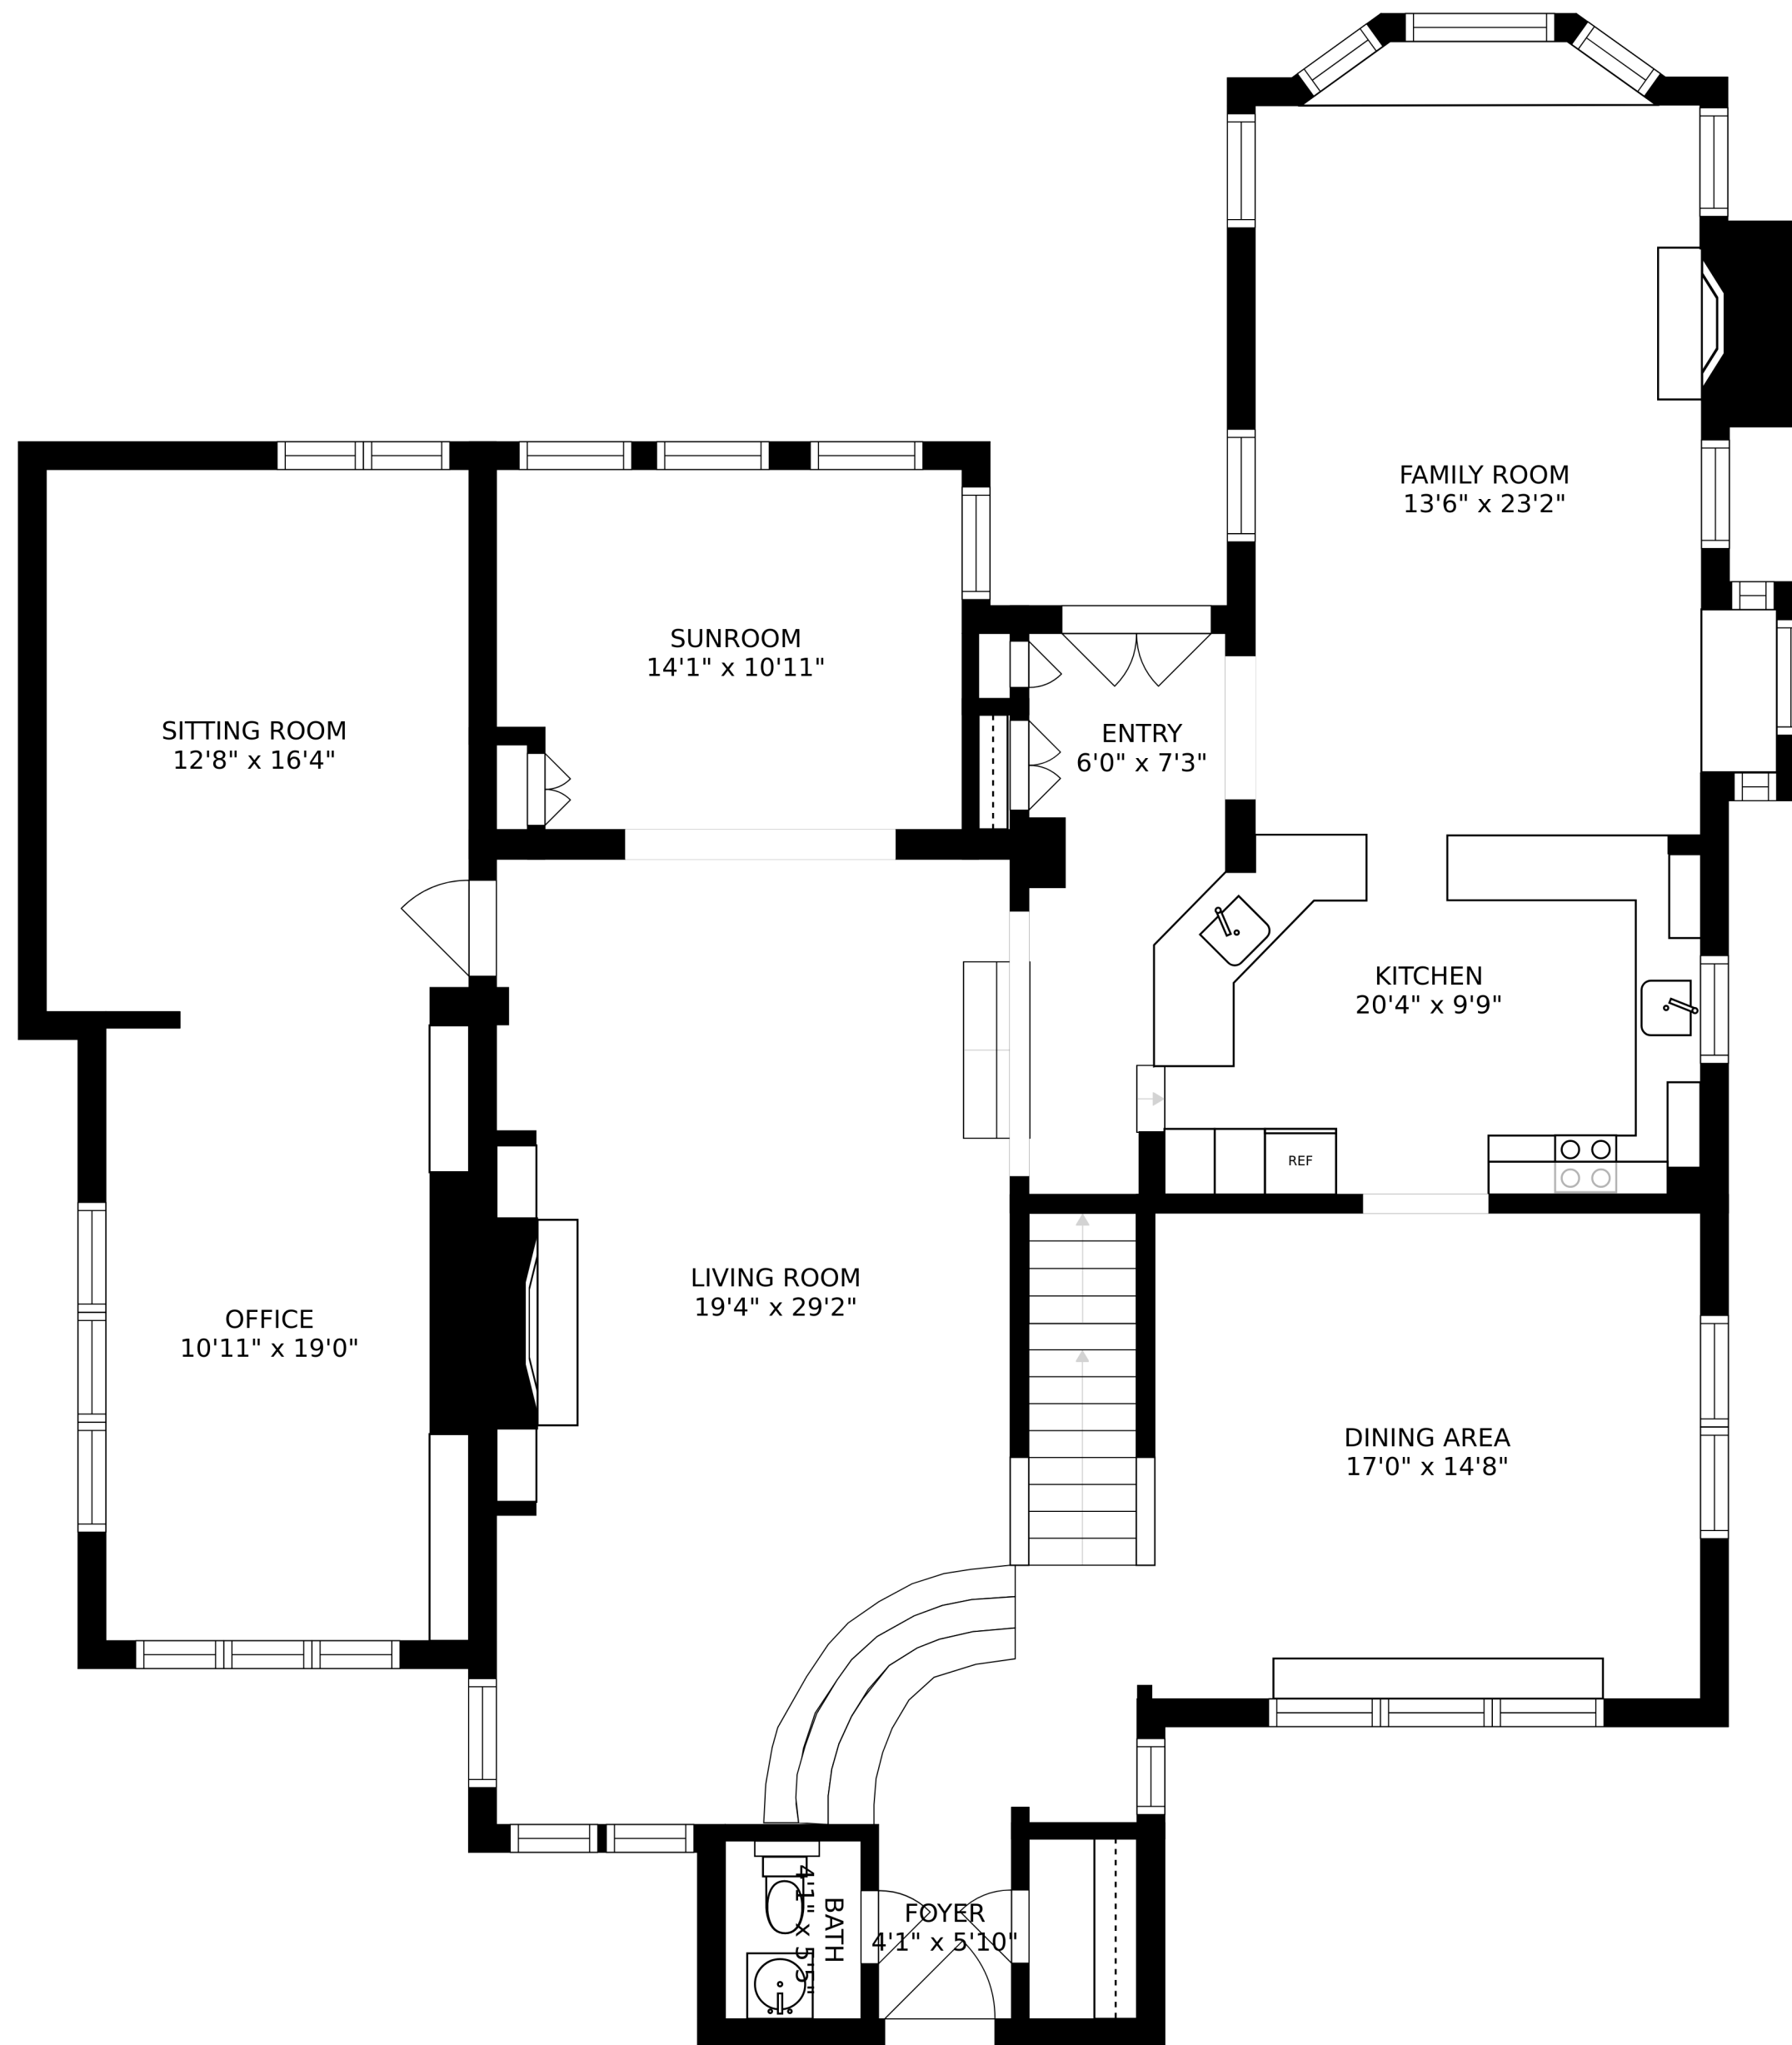 FAMILY ROOM
13'6" x 23'2"
SUNROOM
14'1" x 10'11"
SITTING ROOM
12'8" x 16'4"
ENTRY
6'0" x 7'3"
KITCHEN
20'4" x 9'9"
REF
LIVING ROOM
19'4" x 29'2"
OFFICE
10'11" x 19'0"
DINING AREA
17'0" x 14'8"
BATH
4'1" x 5'5"
FOYER
4'1" x 5'10"